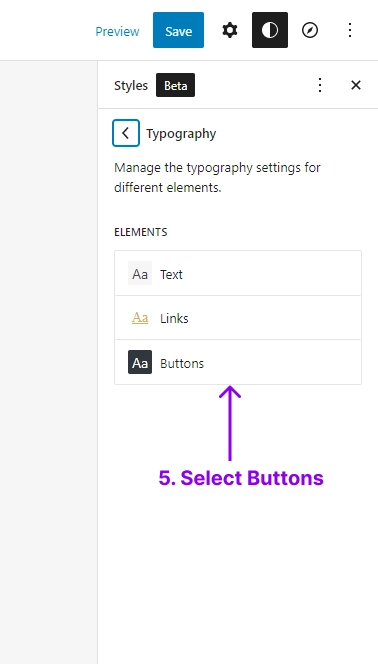 Preview Save
Styles Beta
Typography
Manage the typography settings for
different elements.
ELEMENTS
Aa Text
Aa Links
Aa Buttons
5. Select Buttons